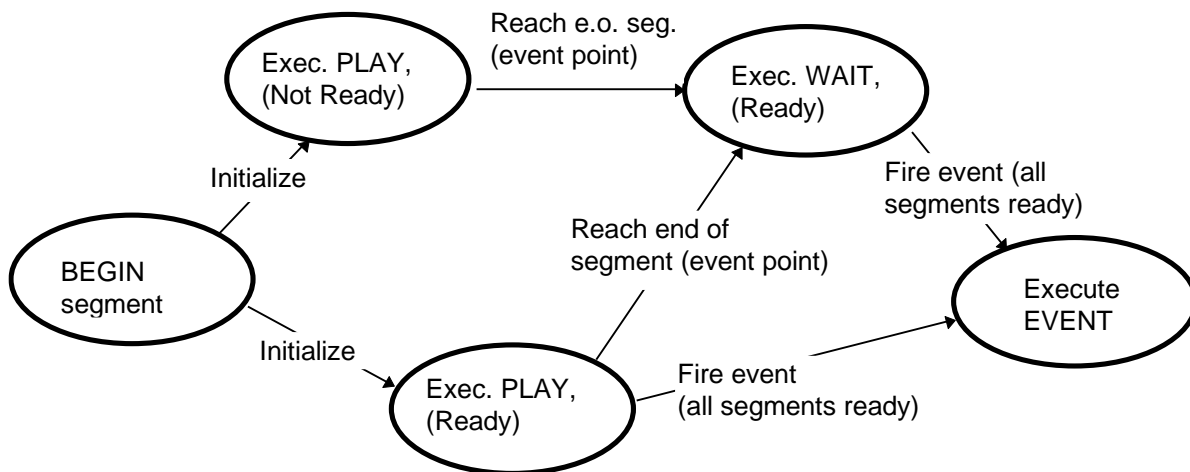 Reach e.o. seg.
(event point)
Exec. PLAY,
(Not Ready)
Exec. WAIT,
(Ready)
Initialize
Fire event (all
segments ready)
Reach end of
segment (event point)
BEGIN
segment
Execute
EVENT
Initialize
Exec. PLAY,
(Ready)
Fire event
(all segments ready)